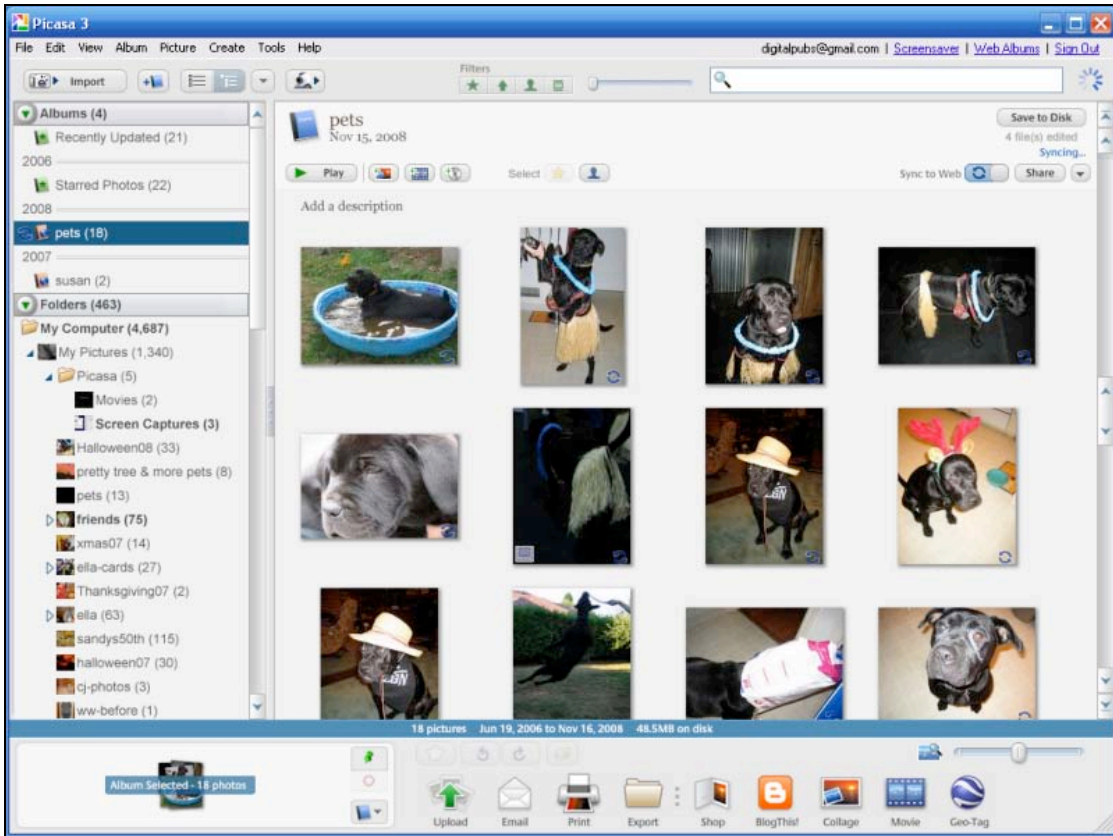 Picasa 3
File Edit View Album Picture Create Tools Help
digitalpubs@gmail.com | Screensaver | Web Albums | Sign Out
Import
Filters
Albums (4)
Recently Updated (21)
2006
Starred Photos (22)
2008
pets (18)
2007
susan (2)
Folders (463)
My Computer (4,687)
My Pictures (1,340)
Picasa (5)
Movies (2)
Screen Captures (3)
Halloween08 (33)
pretty tree & more pets (8)
pets (13)
friends (75)
xmas07 (14)
ella-cards (27)
Thanksgiving07 (2)
ella (63)
sandys50th (115)
halloween07 (30)
cj-photos (3)
ww-before (1)
pets
Nov 15, 2008
Save to Disk
4 file(s) edited
Syncing...
Play
Select
Sync to Web
Share
Add a description
18 pictures Jun 19, 2006 to Nov 16, 2008 48.5MB on disk
Album Selected - 18 photos
Upload Email Print Export Shop BlogThis! Collage Movie Geo-Tag